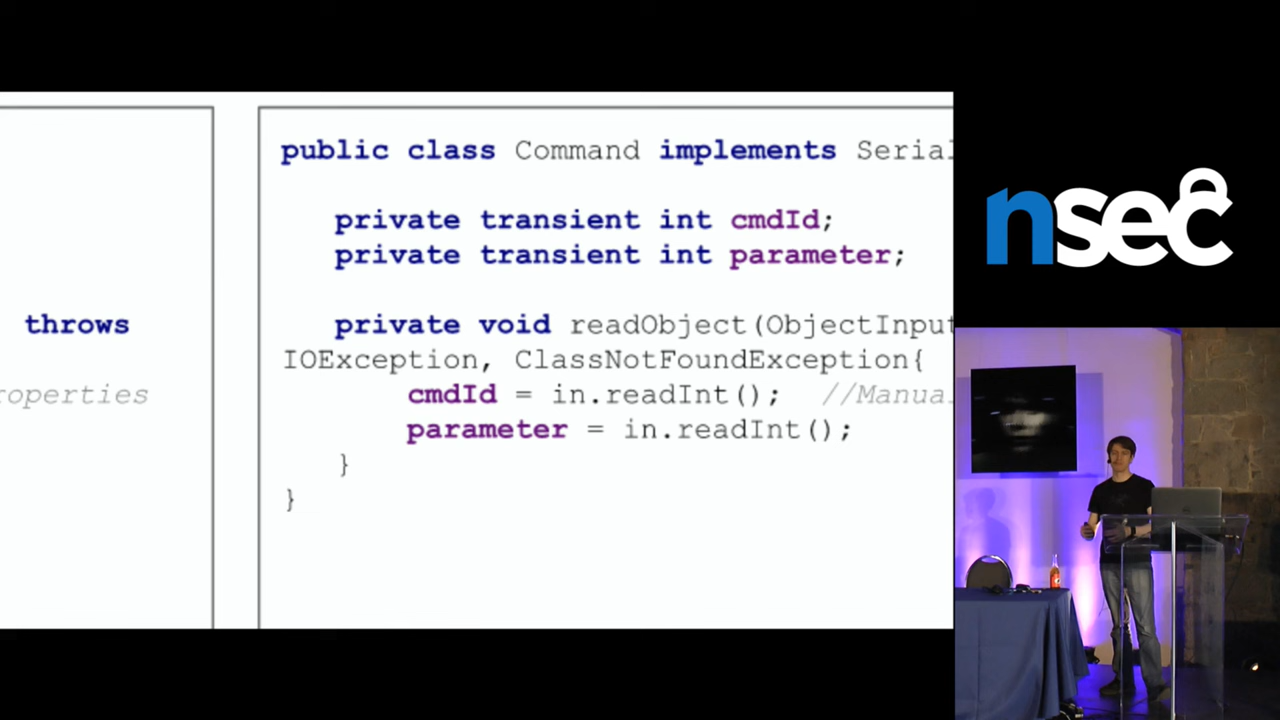 public class Command implements Serial
private transient int cmdId;
private transient int parameter;
throws
private void readObject(ObjectInput
IOException, ClassNotFoundException{
roperties
cmdId = in.readInt(); //Manual
parameter = in.readInt();
}
}
nsec